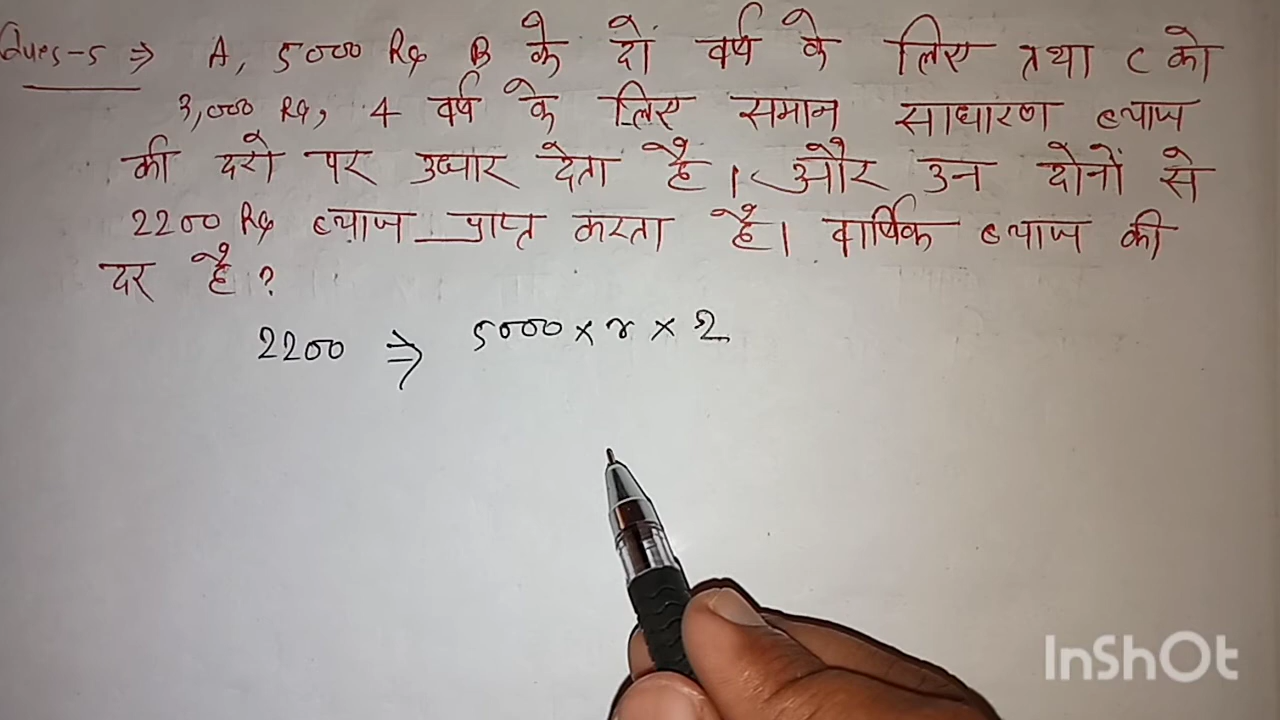 Ques-5 ⇒ A, 5000 Rs B के दो वर्ष के लिए तथा C को
3,000 Rs, 4 वर्ष के लिए समान साधारण ब्याज
की दरो पर उधार देता है। और उन दोनों से
2200 Rs ब्याज प्राप्त करता है। वार्षिक ब्याज की
दर है?
2200 ⇒ 5000 × r × 2
InShOt